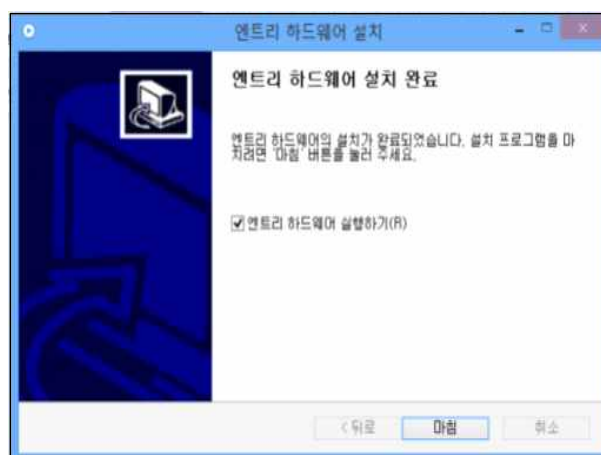 엔트리 하드웨어 설치
엔트리 하드웨어 설치 완료
엔트리 하드웨어의 설치가 완료되었습니다. 설치 프로그램을 마
치려면 '마침' 버튼을 눌러 주세요.
엔트리 하드웨어 실행하기(R)
< 뒤로 마침 취소